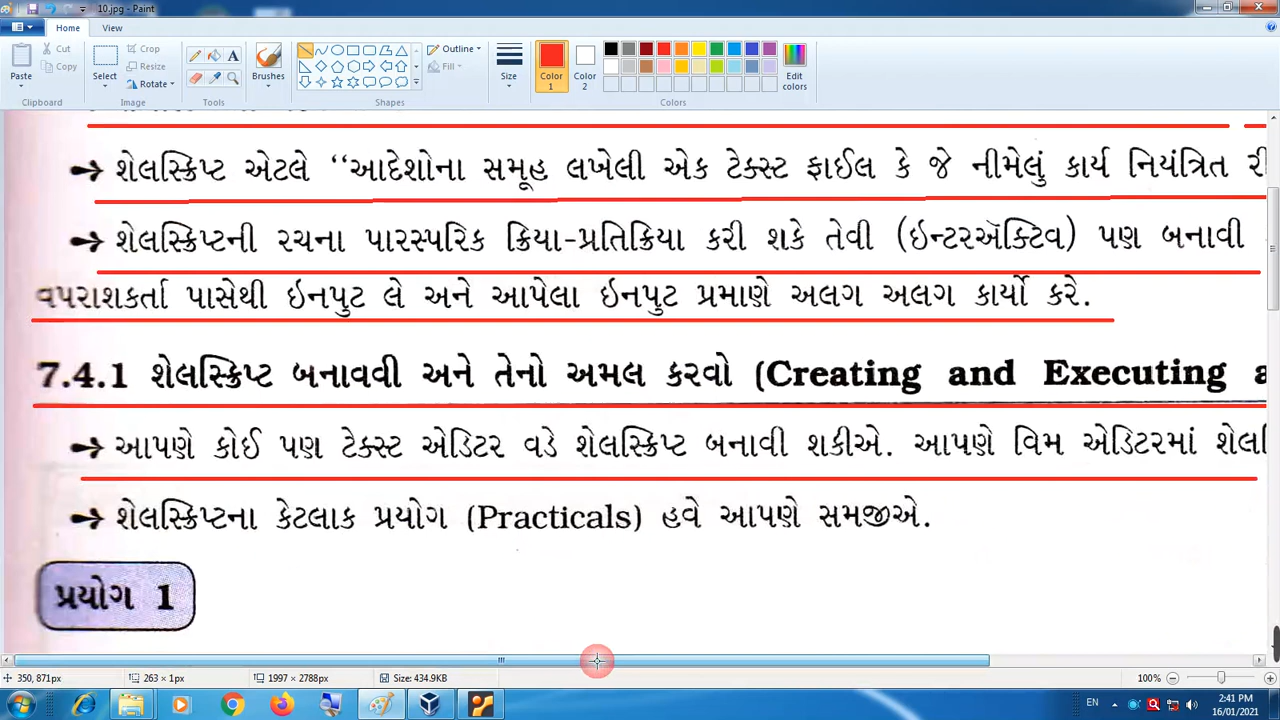 10.jpg - Paint
Home View
Paste
Cut
Copy
Clipboard
Select
Crop
Resize
Rotate
Image
Tools
Brushes
Outline
Fill
Shapes
Size
Color 1
Color 2
Edit colors
Colors
શેલસ્ક્રિપ્ટ એટલે ‘‘આદેશોના સમૂહ લખેલી એક ટેક્સ્ટ ફાઈલ કે જે નીમેલું કાર્ય નિયંત્રિત
શેલસ્ક્રિપ્ટની રચના પારસ્પરિક ક્રિયા-પ્રતિક્રિયા કરી શકે તેવી (ઇન્ટરઍક્ટિવ) પણ બનાવી
વપરાશકર્તા પાસેથી ઇનપુટ લે અને આપેલા ઇનપુટ પ્રમાણે અલગ અલગ કાર્યો કરે.
7.4.1 શેલસ્ક્રિપ્ટ બનાવવી અને તેનો અમલ કરવો (Creating and Executing
આપણે કોઈ પણ ટેક્સ્ટ એડિટર વડે શેલસ્ક્રિપ્ટ બનાવી શકીએ. આપણે વિમ એડિટરમાં
શેલસ્ક્રિપ્ટના કેટલાક પ્રયોગ (Practicals) હવે આપણે સમજીએ.
પ્રયોગ 1
350, 871px 263 × 1px 1997 × 2788px Size: 434.9KB 100%
EN 2:41 PM
16/01/2021